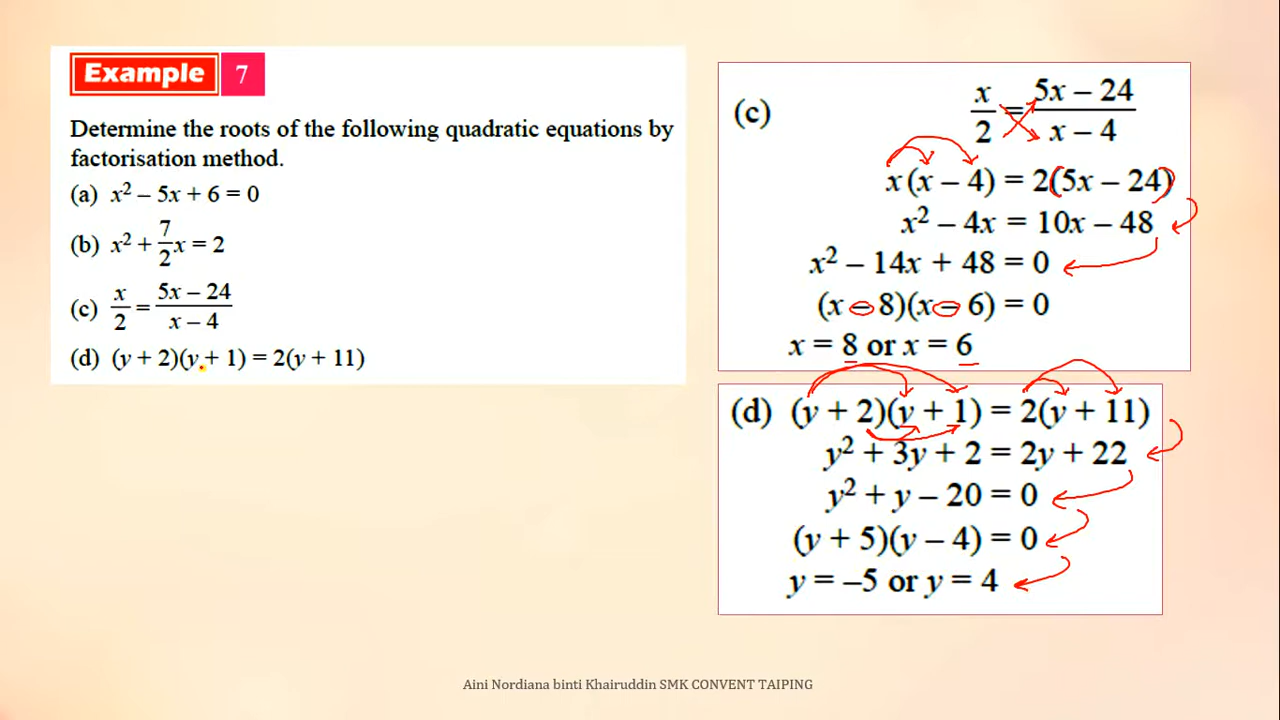 Example 7
Determine the roots of the following quadratic equations by
factorisation method.
(a) x² – 5x + 6 = 0
(b) x² + 7/2 x = 2
(c) x/2 = (5x – 24)/(x – 4)
(d) (y + 2)(y + 1) = 2(y + 11)
(c) x/2 = (5x – 24)/(x – 4)
x(x – 4) = 2(5x – 24)
x² – 4x = 10x – 48
x² – 14x + 48 = 0
(x – 8)(x – 6) = 0
x = 8 or x = 6
(d) (y + 2)(y + 1) = 2(y + 11)
y² + 3y + 2 = 2y + 22
y² + y – 20 = 0
(y + 5)(y – 4) = 0
y = –5 or y = 4
Aini Nordiana binti Khairuddin SMK CONVENT TAIPING